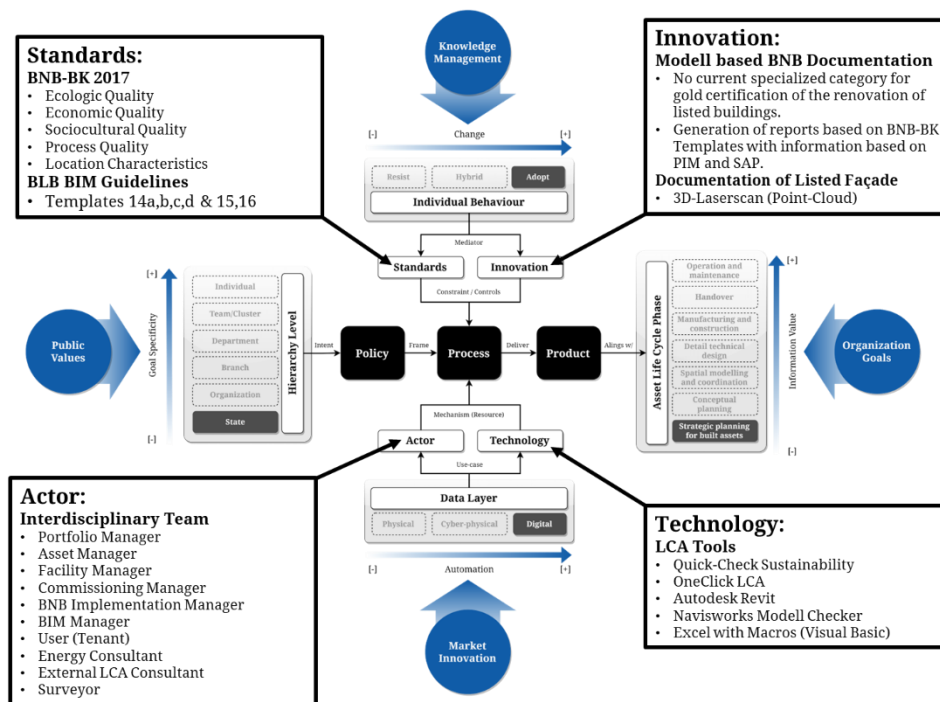 Standards:
BNB-BK 2017
• Ecologic Quality
• Economic Quality
• Sociocultural Quality
• Process Quality
• Location Characteristics
BLB BIM Guidelines
• Templates 14a,b,c,d & 15,16
Knowledge
Management
Innovation:
Modell based BNB Documentation
• No current specialized category for
gold certification of the renovation of
listed buildings.
• Generation of reports based on BNB-BK
Templates with information based on
PIM and SAP.
Documentation of Listed Façade
• 3D-Laserscan (Point-Cloud)
[-] Change [+]
Resist Hybrid Adopt
Individual Behaviour
Mediator
Standards Innovation
Constraint / Controls
Public
Values
[+]
Goal Specificity
[-]
Individual
Team/Cluster
Department
Branch
Organization
State
Hierarchy Level
Intent
Policy
Frame
Process
Deliver
Product
Alings w/
Asset Life Cycle Phase
Operation and
maintenance
Handover
Manufacturing and
construction
Detail technical
design
Spatial modelling
and coordination
Conceptual
planning
Strategic planning
for built assets
[+]
Information Value
[-]
Organization
Goals
Mechanism (Resource)
Actor Technology
Use-case
Data Layer
Physical Cyber-physical Digital
[-] Automation [+]
Market
Innovation
Actor:
Interdisciplinary Team
• Portfolio Manager
• Asset Manager
• Facility Manager
• Commissioning Manager
• BNB Implementation Manager
• BIM Manager
• User (Tenant)
• Energy Consultant
• External LCA Consultant
• Surveyor
Technology:
LCA Tools
• Quick-Check Sustainability
• OneClick LCA
• Autodesk Revit
• Navisworks Modell Checker
• Excel with Macros (Visual Basic)